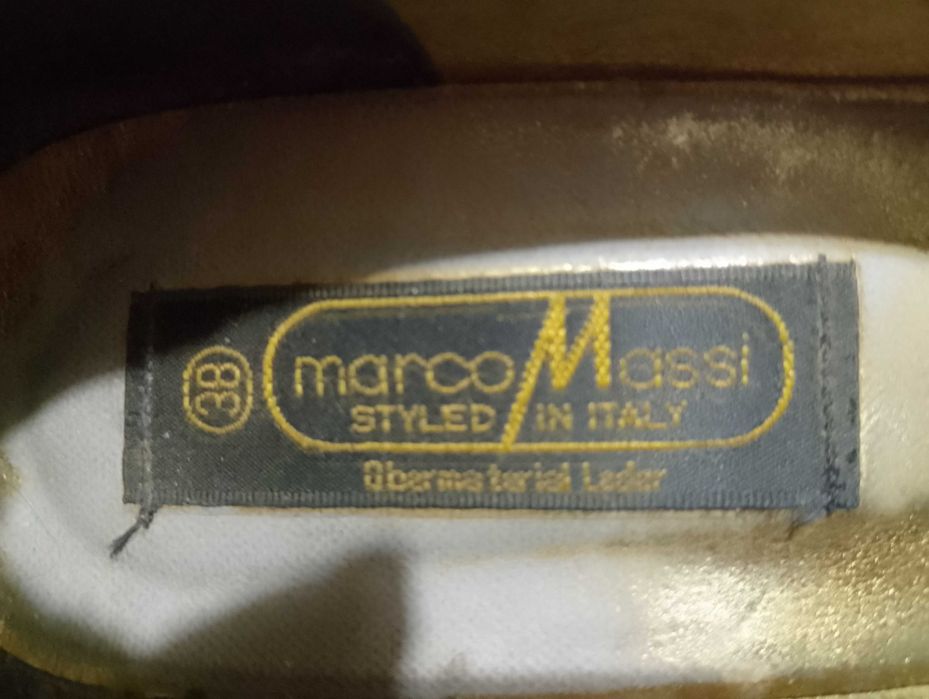 38
marco Massi
STYLED IN ITALY
Obermaterial Leder